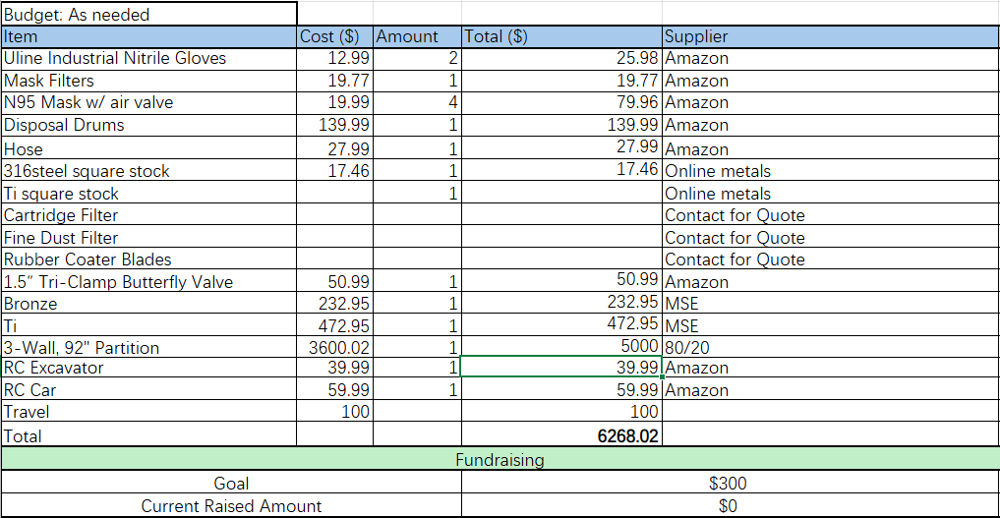 Budget: As needed
Item Cost ($) Amount Total ($) Supplier
Uline Industrial Nitrile Gloves 12.99 2 25.98 Amazon
Mask Filters 19.77 1 19.77 Amazon
N95 Mask w/ air valve 19.99 4 79.96 Amazon
Disposal Drums 139.99 1 139.99 Amazon
Hose 27.99 1 27.99 Amazon
316steel square stock 17.46 1 17.46 Online metals
Ti square stock 1 Online metals
Cartridge Filter Contact for Quote
Fine Dust Filter Contact for Quote
Rubber Coater Blades Contact for Quote
1.5" Tri-Clamp Butterfly Valve 50.99 1 50.99 Amazon
Bronze 232.95 1 232.95 MSE
Ti 472.95 1 472.95 MSE
3-Wall, 92" Partition 3600.02 1 5000 80/20
RC Excavator 39.99 1 39.99 Amazon
RC Car 59.99 1 59.99 Amazon
Travel 100 100
Total 6268.02
Fundraising
Goal $300
Current Raised Amount $0